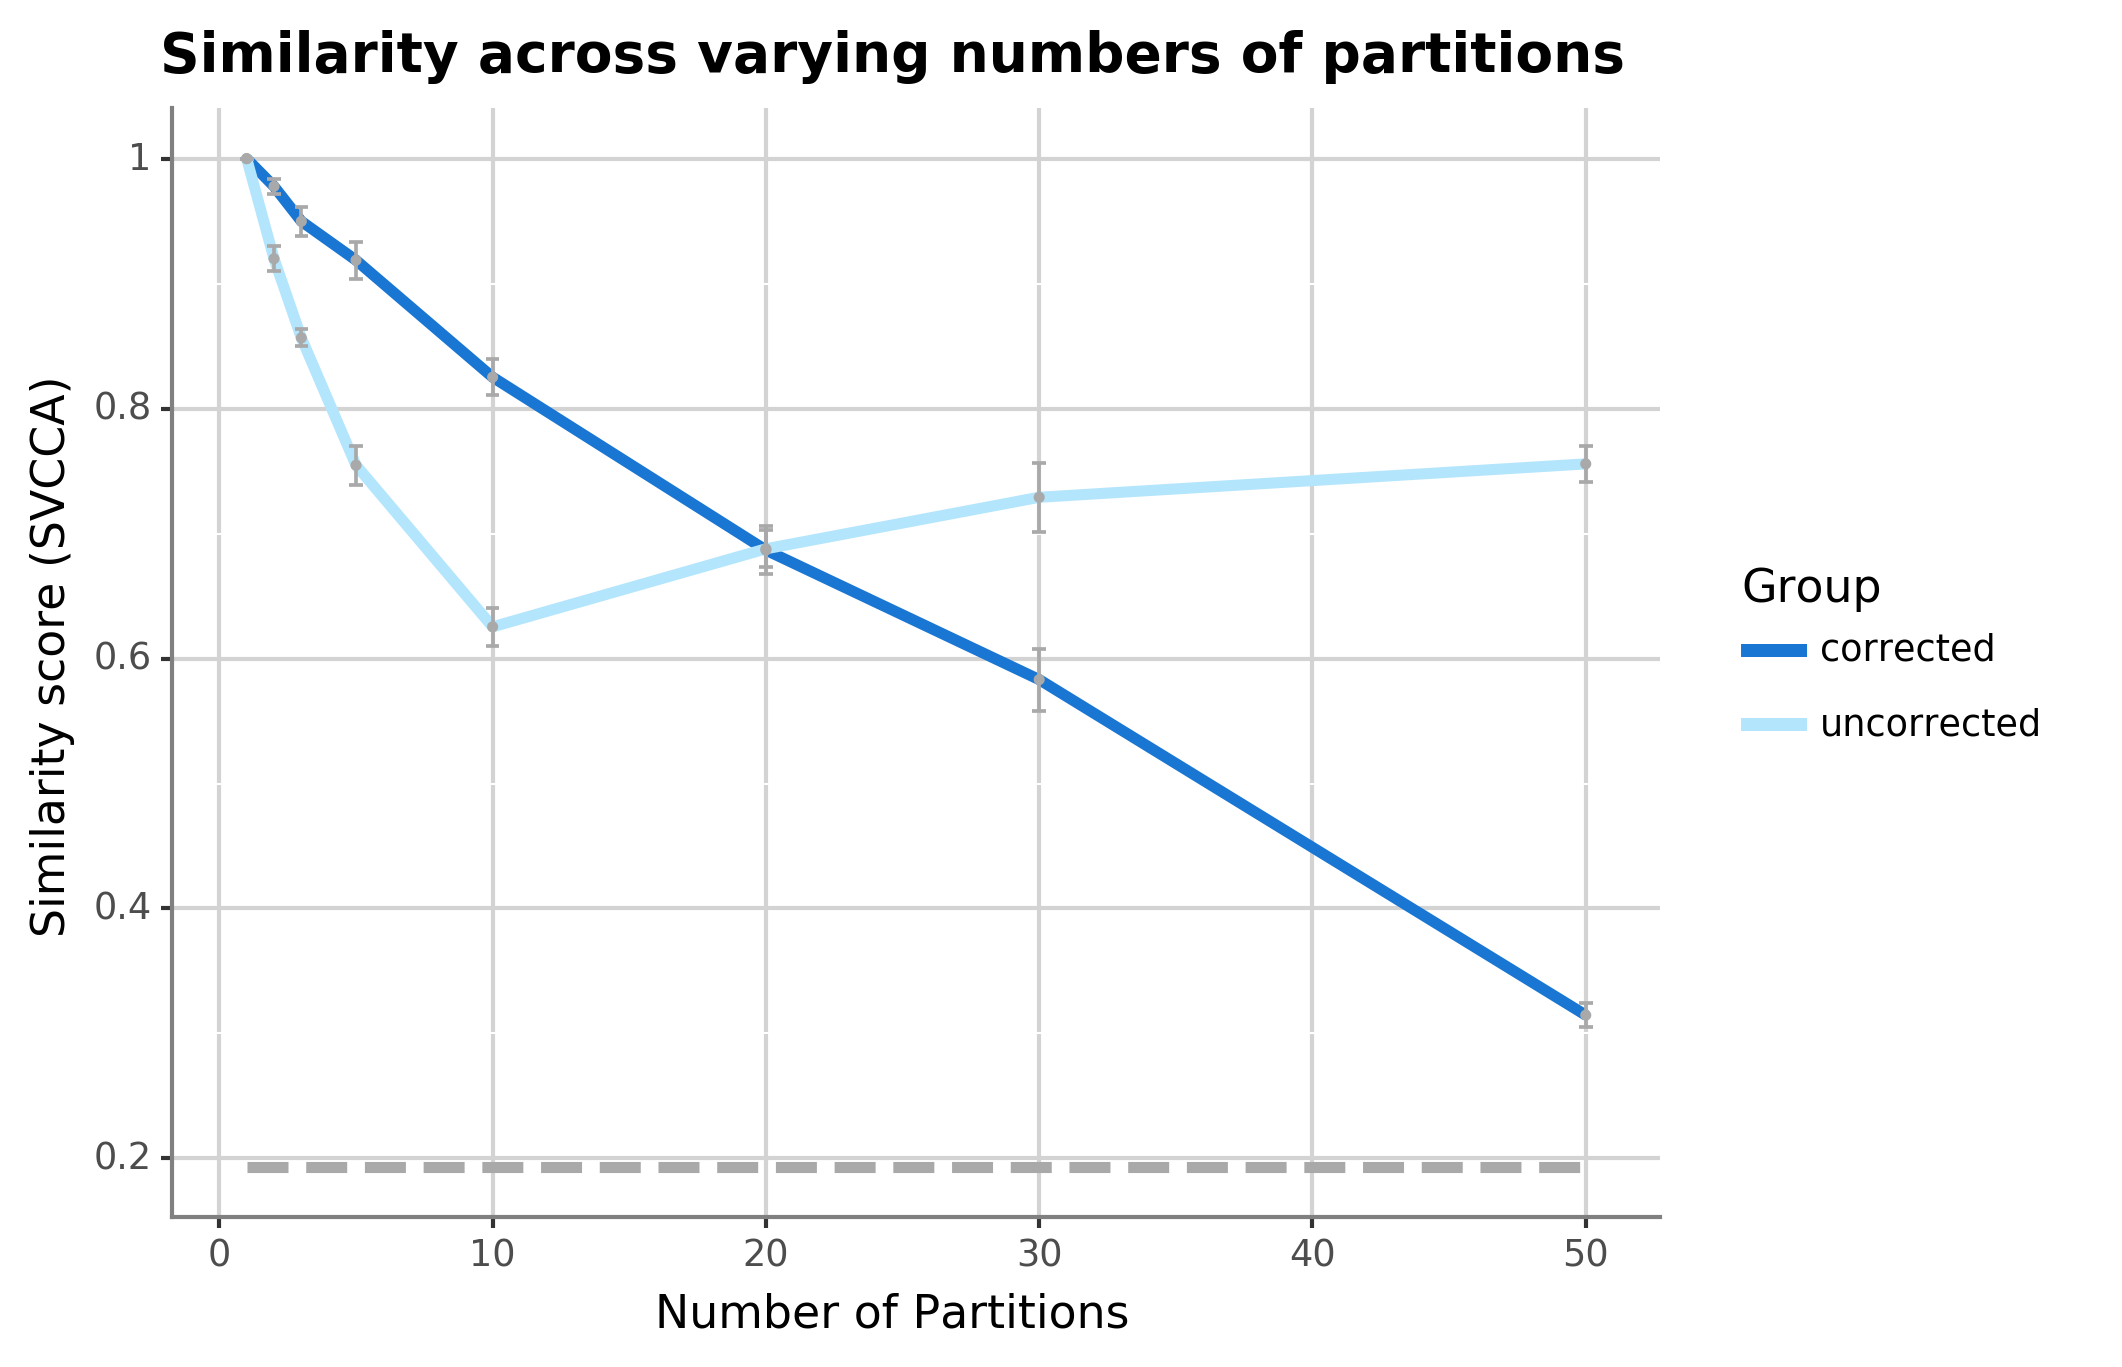 Similarity across varying numbers of partitions
1
0.8
0.6
0.4
0.2
Similarity score (SVCCA)
0 10 20 30 40 50
Number of Partitions
Group
corrected
uncorrected